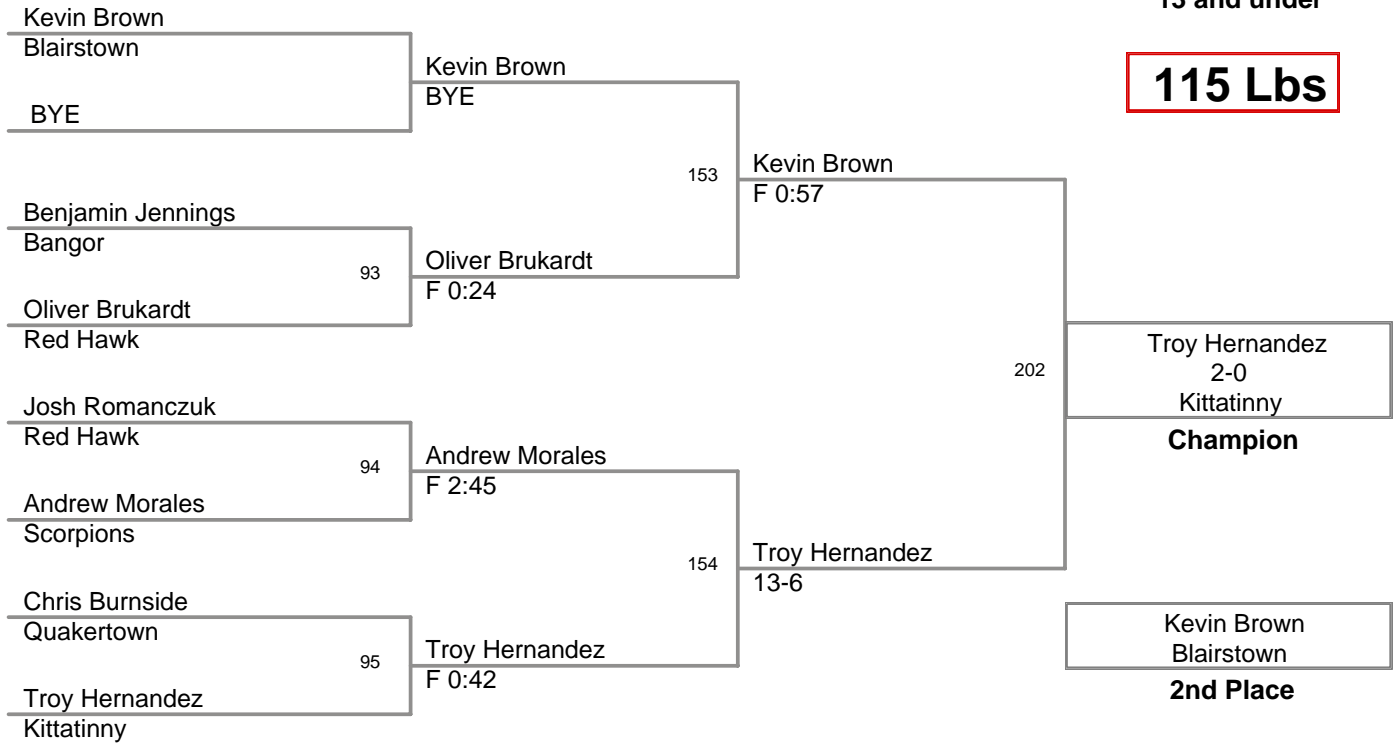 13 and under
115 Lbs
Kevin Brown
Blairstown
BYE
Benjamin Jennings
Bangor
93
Oliver Brukardt
Red Hawk
Josh Romanczuk
Red Hawk
94
Andrew Morales
Scorpions
Chris Burnside
Quakertown
95
Troy Hernandez
Kittatinny
Kevin Brown
BYE
153
Oliver Brukardt
F 0:24
Andrew Morales
F 2:45
154
Troy Hernandez
F 0:42
Kevin Brown
F 0:57
202
Troy Hernandez
13-6
Troy Hernandez
2-0
Kittatinny
Champion
Kevin Brown
Blairstown
2nd Place